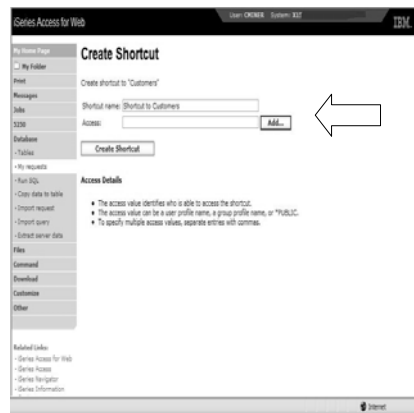 iSeries Access for Web
User: CMINER System: X1T
IBM.
My Home Page
My Folder
Print
Messages
Jobs
5250
Database
- Tables
- My requests
- Run SQL
- Copy data to table
- Import request
- Import query
- Extract server data
Files
Command
Download
Customize
Other
Related Links:
- iSeries Access for Web
- iSeries Access
- iSeries Navigator
- iSeries Information
Create Shortcut
Create shortcut to "Customers"
Shortcut name: Shortcut to Customers
Access: Add...
Create Shortcut
Access Details
• The access value identifies who is able to access the shortcut.
• The access value can be a user profile name, a group profile name, or *PUBLIC.
• To specify multiple access values, separate entries with commas.
Internet